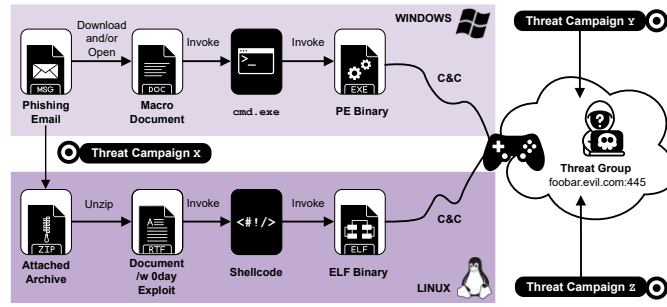 WINDOWS
Download
and/or
Open
Invoke
Invoke
MSG
DOC
>_
EXE
C&C
Phishing
Email
Macro
Document
cmd.exe
PE Binary
Threat Campaign X
Unzip
Invoke
Invoke
ZIP
RTF
<#!/>
ELF
C&C
Attached
Archive
Document
/w 0day
Exploit
Shellcode
ELF Binary
LINUX
Threat Campaign Y
?
Threat Group
foobar.evil.com:445
Threat Campaign Z